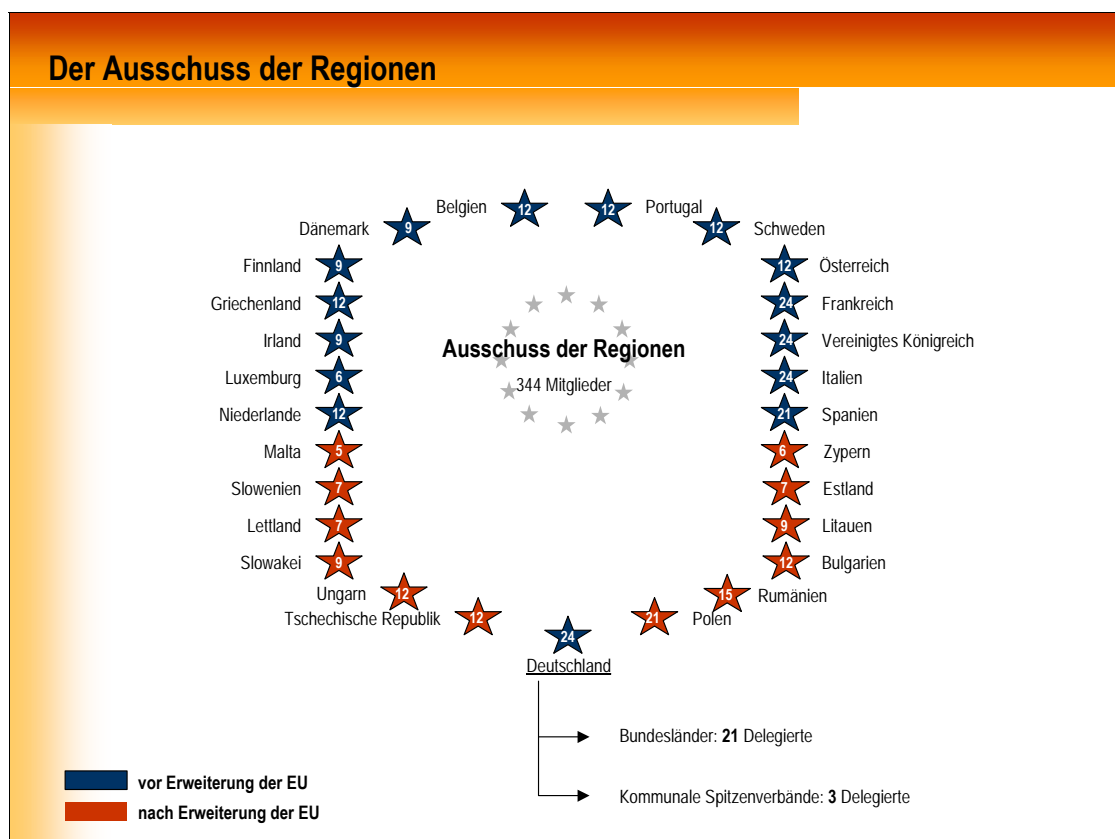 Der Ausschuss der Regionen
Belgien 12
12 Portugal
Dänemark 9
12 Schweden
Finnland 9
12 Österreich
Griechenland 12
24 Frankreich
Irland 9
24 Vereinigtes Königreich
Ausschuss der Regionen
344 Mitglieder
Luxemburg 6
24 Italien
Niederlande 12
21 Spanien
Malta 5
6 Zypern
Slowenien 7
7 Estland
Lettland 7
9 Litauen
Slowakei 9
12 Bulgarien
Ungarn 12
15 Rumänien
Tschechische Republik 12
21 Polen
24
Deutschland
Bundesländer: 21 Delegierte
Kommunale Spitzenverbände: 3 Delegierte
vor Erweiterung der EU
nach Erweiterung der EU